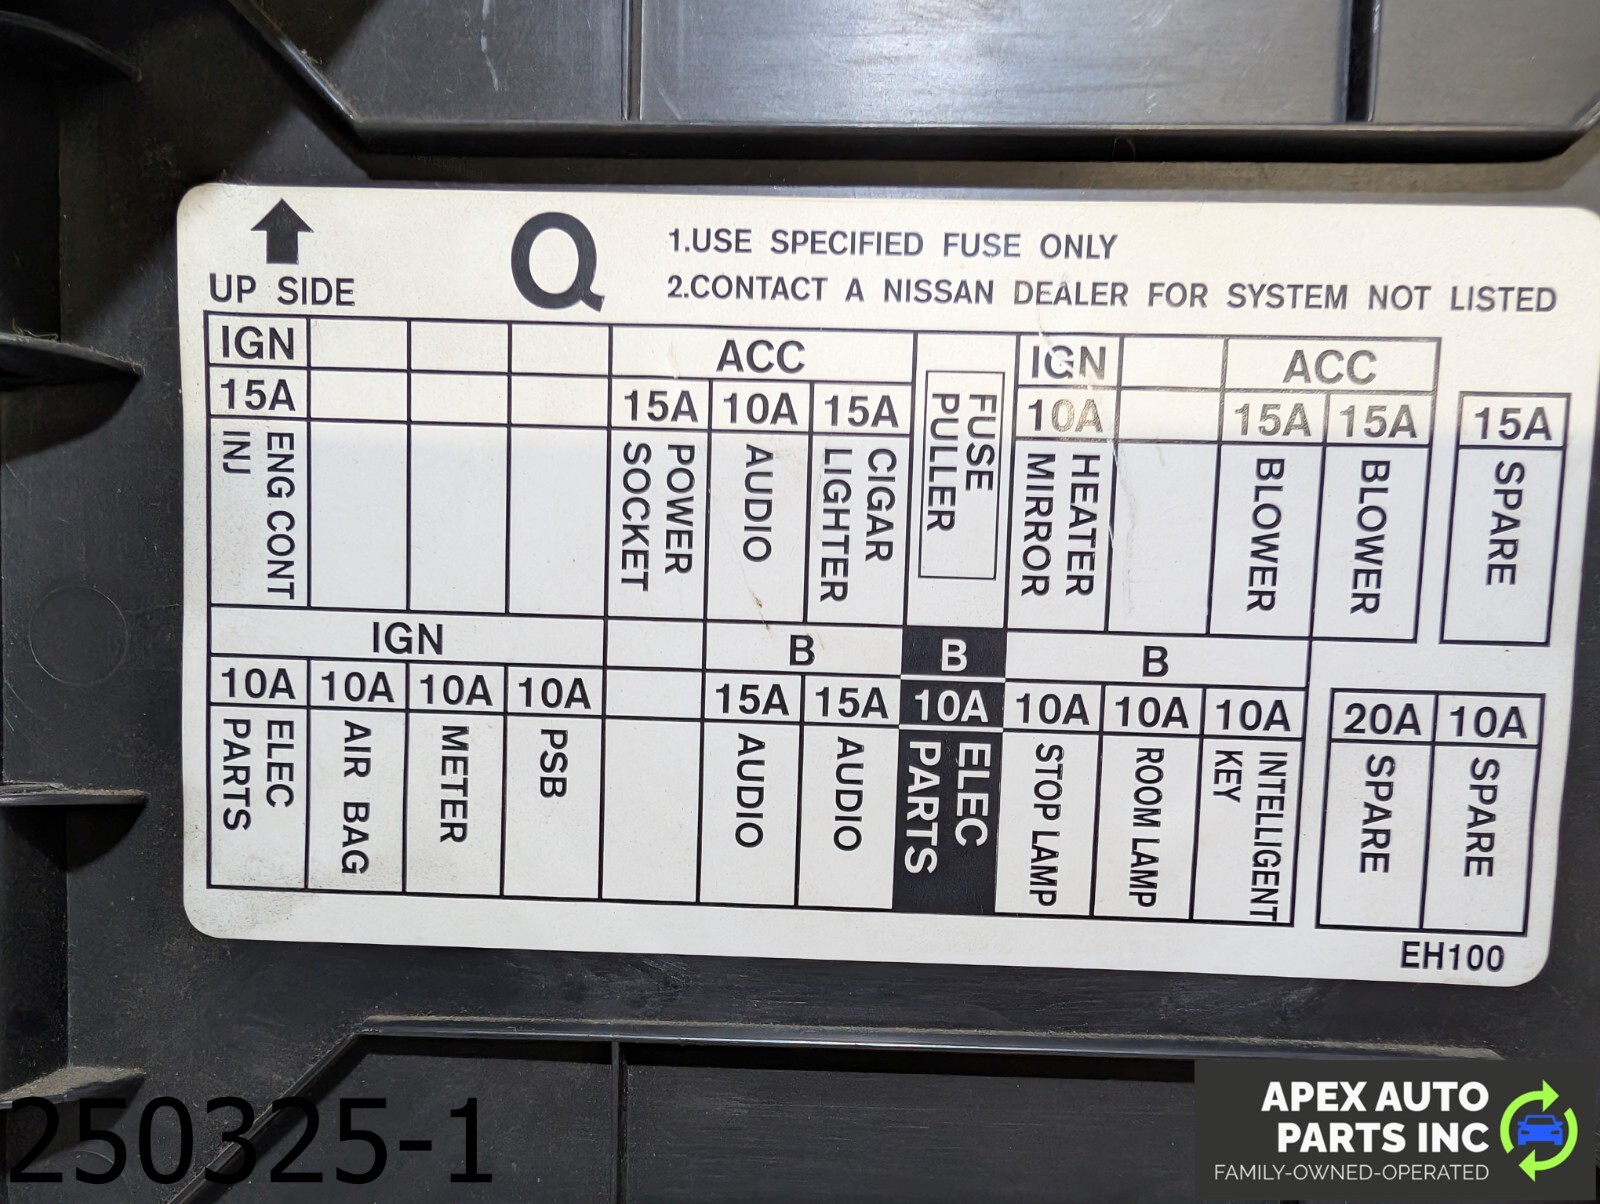 UP SIDE
Q
1.USE SPECIFIED FUSE ONLY
2.CONTACT A NISSAN DEALER FOR SYSTEM NOT LISTED
IGN ACC IGN ACC
15A 15A 10A 15A 10A 15A 15A 15A
ENG CONT
INJ
POWER
SOCKET
AUDIO
CIGAR
LIGHTER
FUSE
PULLER
HEATER
MIRROR
BLOWER
BLOWER
SPARE
IGN B B B
10A 10A 10A 10A 15A 15A 10A 10A 10A 10A 20A 10A
ELEC
PARTS
AIR BAG
METER
PSB
AUDIO
AUDIO
ELEC
PARTS
STOP LAMP
ROOM LAMP
INTELLIGENT
KEY
SPARE
SPARE
EH100
250325-1
APEX AUTO
PARTS INC
FAMILY-OWNED-OPERATED